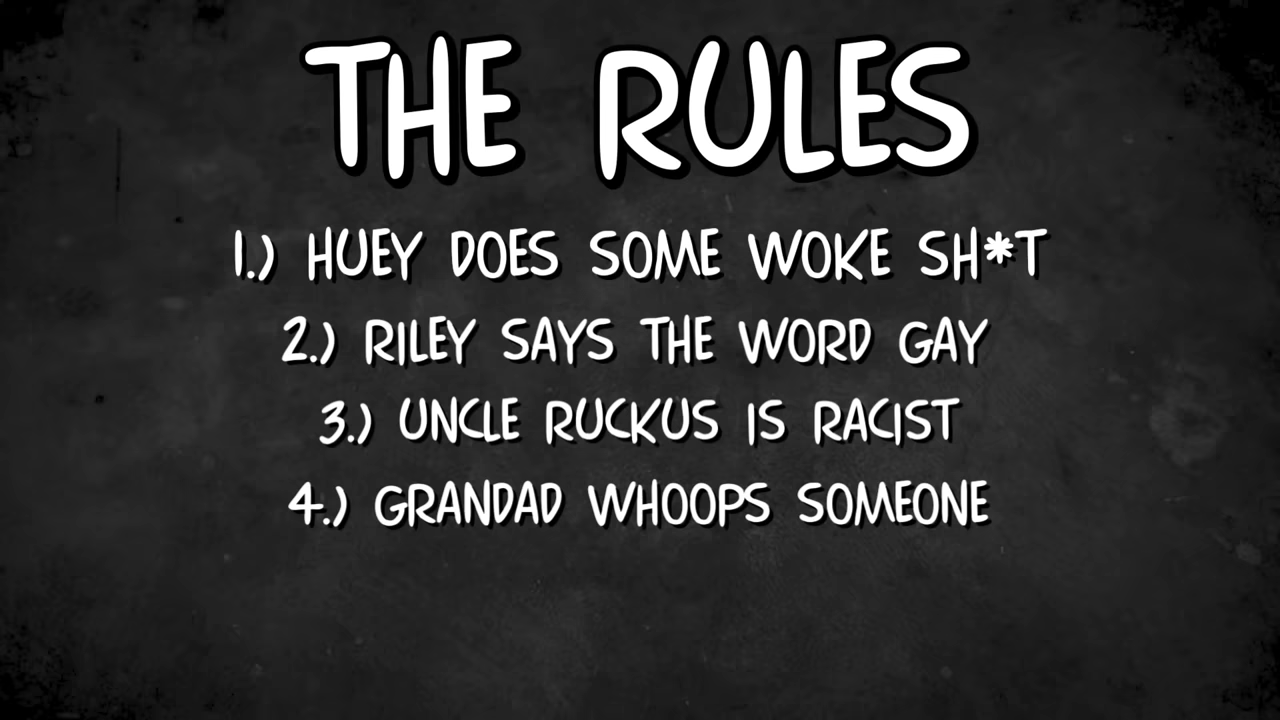 THE RULES
1.) HUEY DOES SOME WOKE SH*T
2.) RILEY SAYS THE WORD GAY
3.) UNCLE RUCKUS IS RACIST
4.) GRANDAD WHOOPS SOMEONE